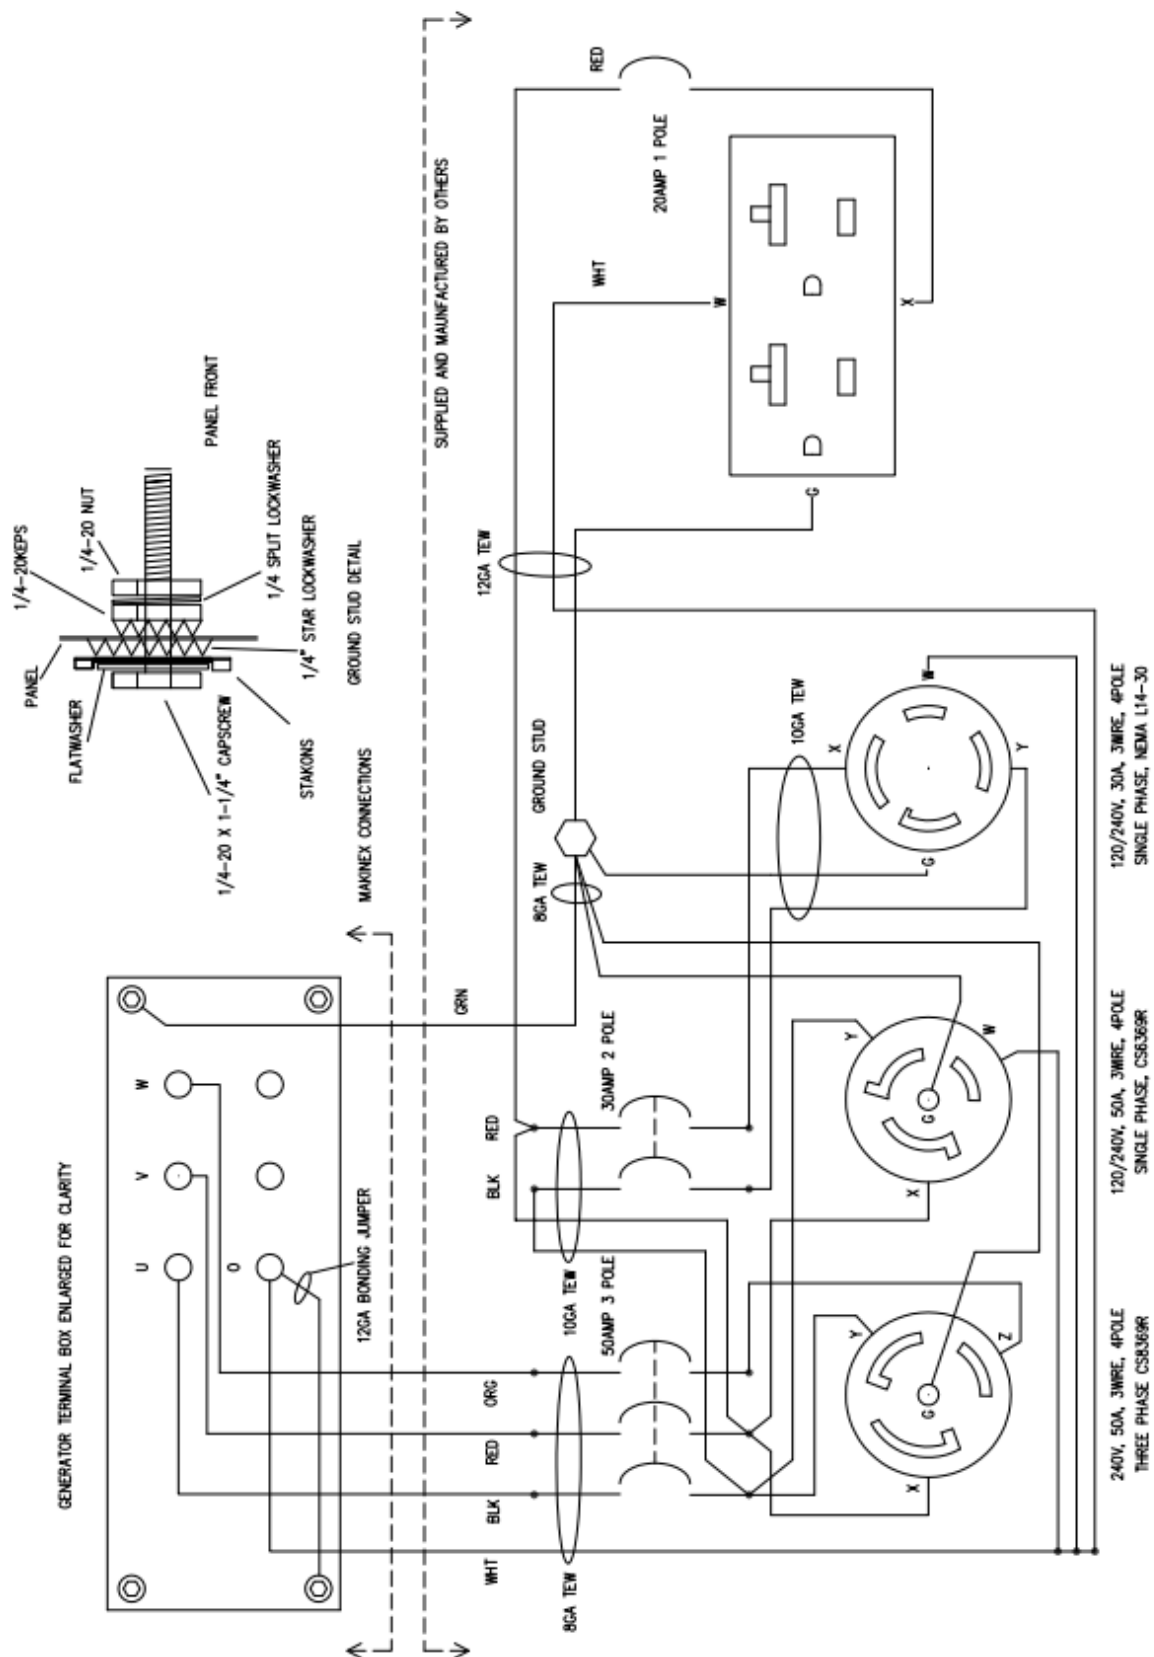 GENERATOR TERMINAL BOX ENLARGED FOR CLARITY
U
V
W
O
12GA BONDING JUMPER
1/4-20KEPS
PANEL
1/4-20 NUT
FLATWASHER
PANEL FRONT
1/4-20 X 1-1/4" CAPSCREW
1/4 SPLIT LOCKWASHER
STAKONS
1/4" STAR LOCKWASHER
GROUND STUD DETAIL
MAKINEX CONNECTIONS
SUPPLIED AND MAUNFACTURED BY OTHERS
GRN
WHT
BLK
RED
ORG
BLK
RED
8GA TEW
10GA TEW
8GA TEW
GROUND STUD
12GA TEW
WHT
RED
50AMP 3 POLE
30AMP 2 POLE
20AMP 1 POLE
10GA TEW
W
G
X
X
Y
Z
G
X
Y
W
G
X
Y
W
G
240V, 50A, 3WIRE, 4POLE
THREE PHASE CS8369R
120/240V, 50A, 3WIRE, 4POLE
SINGLE PHASE, CS6369R
120/240V, 30A, 3WIRE, 4POLE
SINGLE PHASE, NEMA L14-30